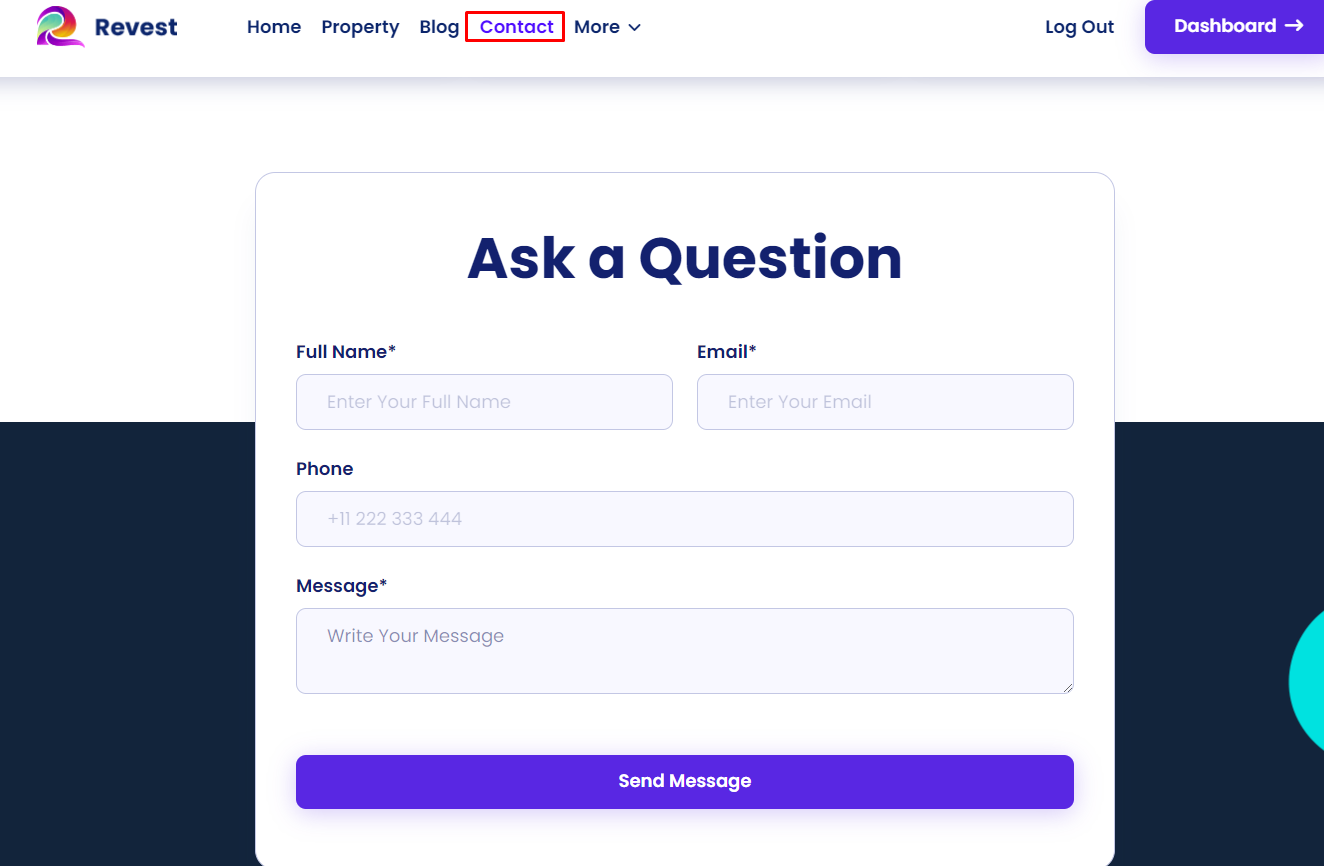 Revest Home Property Blog Contact More Log Out Dashboard →
Ask a Question
Full Name* Email*
Enter Your Full Name Enter Your Email
Phone
+11 222 333 444
Message*
Write Your Message
Send Message